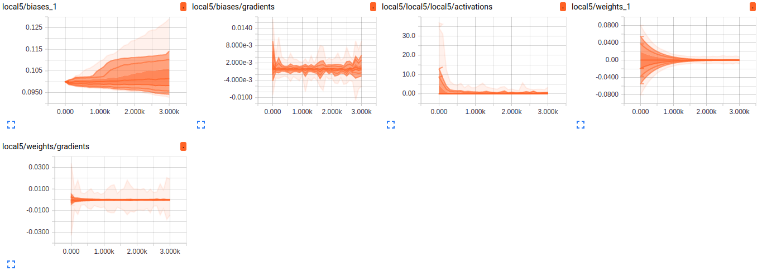 local5/biases_1
0.125
0.115
0.105
0.0950
0.000 1.000k 2.000k 3.000k
local5/biases/gradients
0.0140
8.000e-3
2.000e-3
-4.000e-3
-0.0100
0.000 1.000k 2.000k 3.000k
local5/local5/local5/activations
30.0
20.0
10.0
0.00
0.000 1.000k 2.000k 3.000k
local5/weights_1
0.0800
0.0400
0.00
-0.0400
-0.0800
0.000 1.000k 2.000k 3.000k
local5/weights/gradients
0.0300
0.0100
-0.0100
-0.0300
0.000 1.000k 2.000k 3.000k